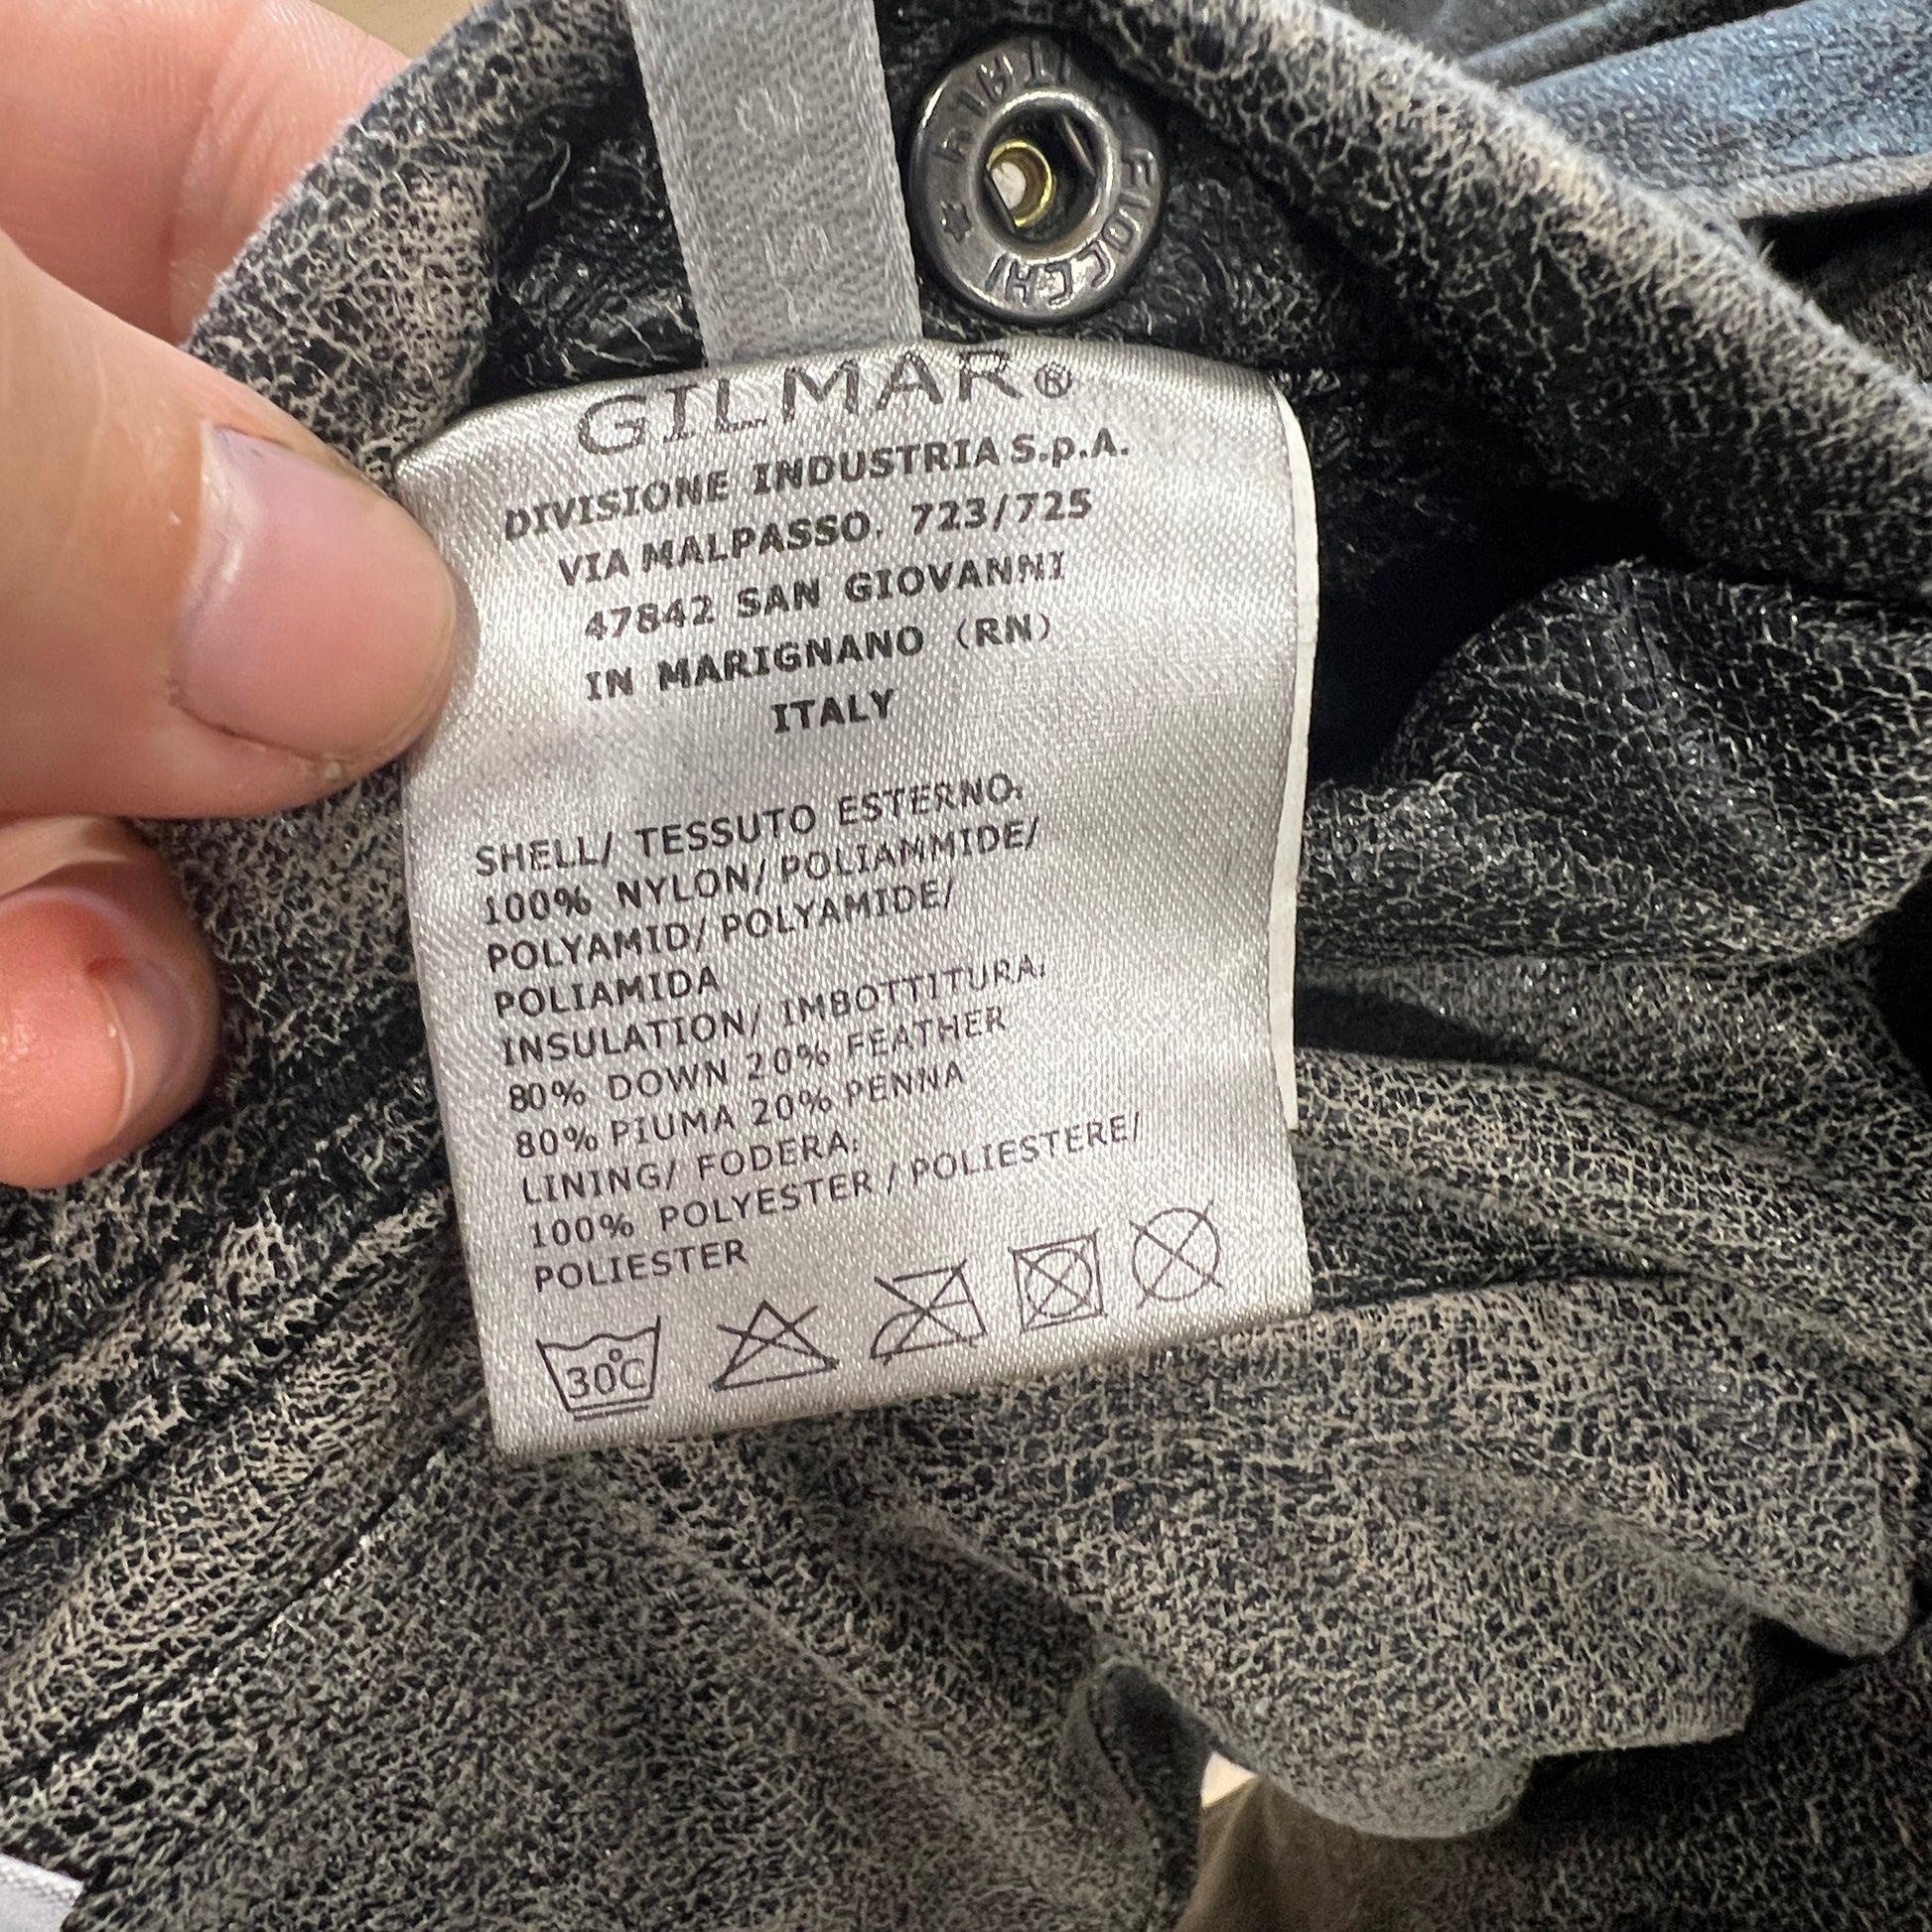 GILMAR®
DIVISIONE INDUSTRIA S.p.A.
VIA MALPASSO, 723/725
47842 SAN GIOVANNI
IN MARIGNANO (RN)
ITALY
SHELL/ TESSUTO ESTERNO:
100% NYLON/ POLIAMMIDE/
POLYAMID/ POLYAMIDE/
POLIAMIDA
INSULATION/ IMBOTTITURA:
80% DOWN 20% FEATHER
80% PIUMA 20% PENNA
LINING/ FODERA:
100% POLYESTER / POLIESTERE/
POLIESTER
30°C